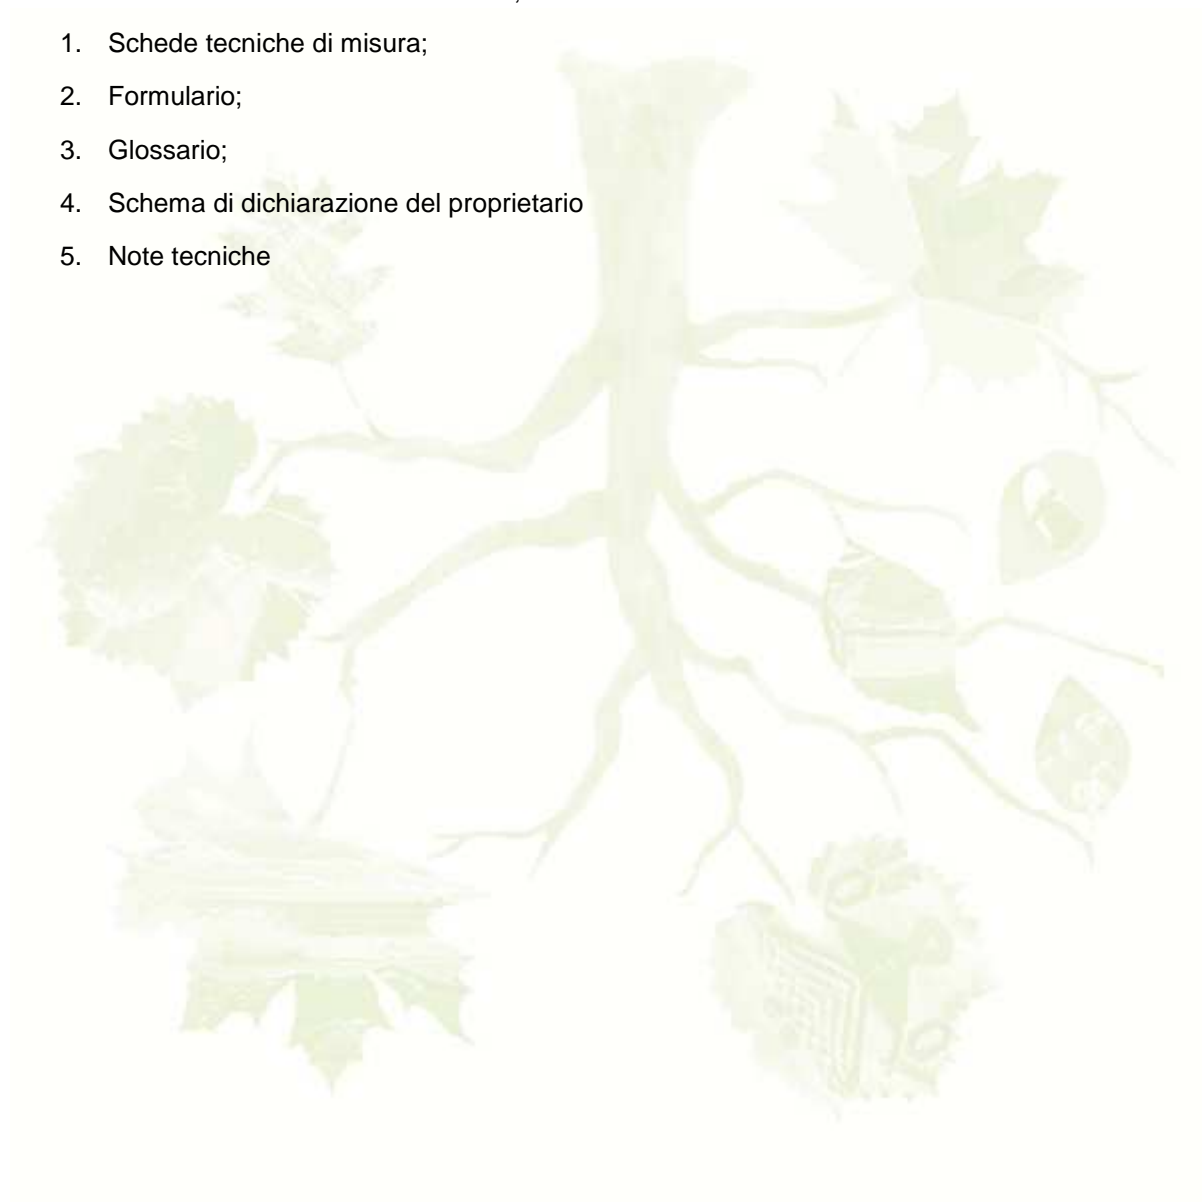 1. Schede tecniche di misura;
2. Formulario;
3. Glossario;
4. Schema di dichiarazione del proprietario
5. Note tecniche